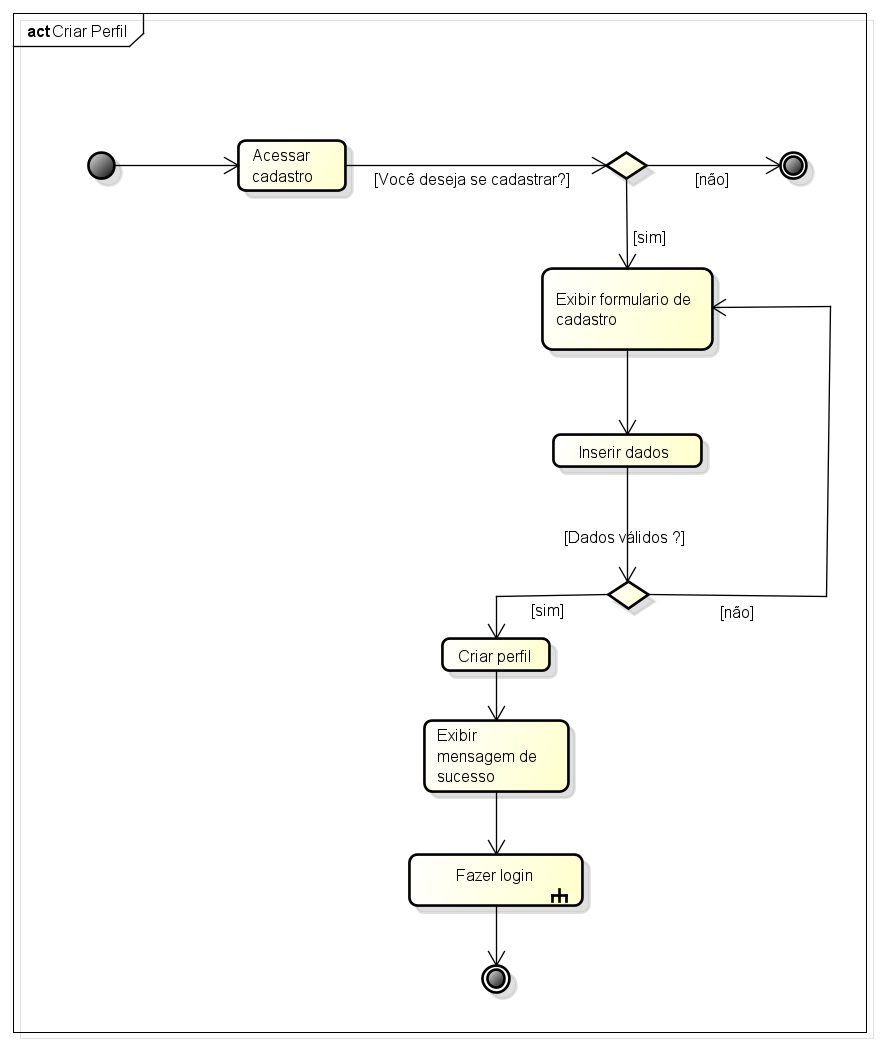 act Criar Perfil
Acessar
cadastro
[Você deseja se cadastrar?]
[não]
[sim]
Exibir formulario de
cadastro
Inserir dados
[Dados válidos ?]
[sim]
[não]
Criar perfil
Exibir
mensagem de
sucesso
Fazer login